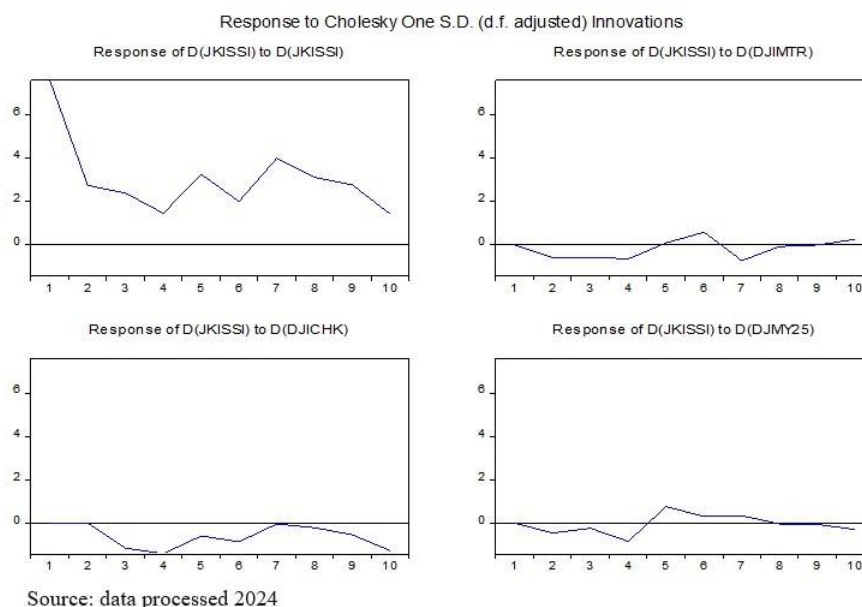 Response to Cholesky One S.D. (d.f. adjusted) Innovations
Response of D(JKISSI) to D(JKISSI)
6
4
2
0
1 2 3 4 5 6 7 8 9 10
Response of D(JKISSI) to D(DJIMTR)
6
4
2
0
1 2 3 4 5 6 7 8 9 10
Response of D(JKISSI) to D(DJICHK)
6
4
2
0
1 2 3 4 5 6 7 8 9 10
Response of D(JKISSI) to D(DJMY25)
6
4
2
0
1 2 3 4 5 6 7 8 9 10
Source: data processed 2024